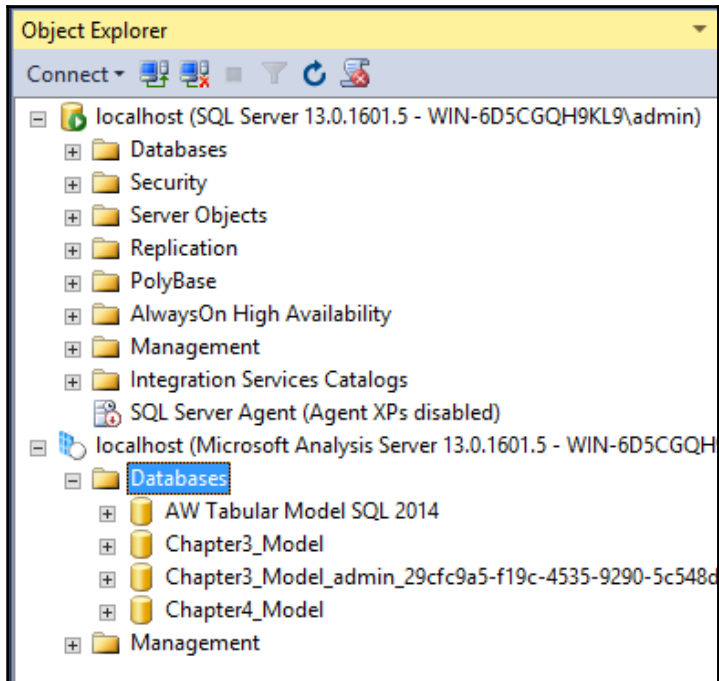 Object Explorer
Connect
localhost (SQL Server 13.0.1601.5 - WIN-6D5CGQH9KL9\admin)
Databases
Security
Server Objects
Replication
PolyBase
AlwaysOn High Availability
Management
Integration Services Catalogs
SQL Server Agent (Agent XPs disabled)
localhost (Microsoft Analysis Server 13.0.1601.5 - WIN-6D5CGQH
Databases
AW Tabular Model SQL 2014
Chapter3_Model
Chapter3_Model_admin_29cfc9a5-f19c-4535-9290-5c548d
Chapter4_Model
Management